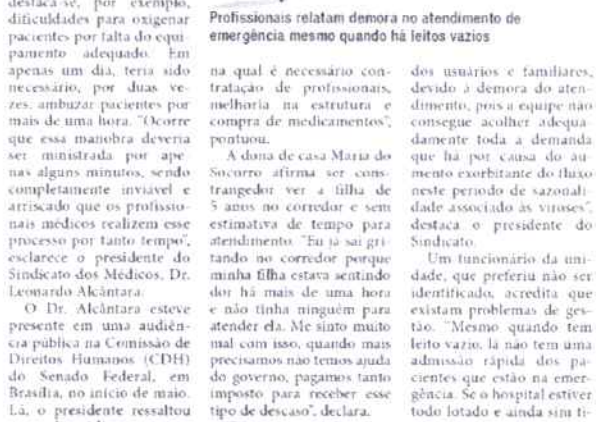 destaca-se, por exemplo,
dificuldades para oxigenar
pacientes por falta do equi-
pamento adequado. Em
apenas um dia, teria sido
necessário, por duas ve-
zes, ambuzar pacientes por
mais de uma hora. "Ocorre
que essa manobra deveria
ser ministrada por ape-
nas alguns minutos, sendo
completamente inviável e
arriscado que os profissio-
nais médicos realizem esse
processo por tanto tempo",
esclarece o presidente do
Sindicato dos Médicos, Dr.
Leonardo Alcântara.
O Dr. Alcântara esteve
presente em uma audiên-
cia pública na Comissão de
Direitos Humanos (CDH)
do Senado Federal, em
Brasília, no início de maio.
Lá, o presidente ressaltou
Profissionais relatam demora no atendimento de
emergência mesmo quando há leitos vazios
na qual é necessário con-
tratação de profissionais,
melhoria na estrutura e
compra de medicamentos",
pontuou.
A dona de casa Maria do
Socorro afirma ser cons-
trangedor ver a filha de
5 anos no corredor e sem
estimativa de tempo para
atendimento. "Eu já saí gri-
tando no corredor porque
minha filha estava sentindo
dor há mais de uma hora
e não tinha ninguém para
atender ela. Me sinto muito
mal com isso, quando mais
precisamos não temos ajuda
do governo, pagamos tanto
imposto para receber esse
tipo de descaso", declara.
dos usuários e familiares,
devido à demora do aten-
dimento, pois a equipe não
consegue acolher adequa-
damente toda a demanda
que há por causa do au-
mento exorbitante do fluxo
neste período de sazonali-
dade associado às viroses",
destaca o presidente do
Sindicato.
Um funcionário da uni-
dade, que preferiu não ser
identificado, acredita que
existam problemas de ges-
tão. "Mesmo quando tem
leito vazio, lá não tem uma
admissão rápida dos pa-
cientes que estão na emer-
gência. Se o hospital estiver
todo lotado e ainda sim ti-